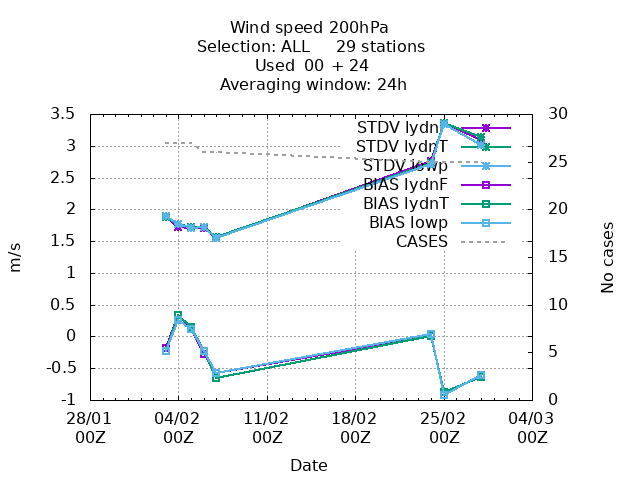 Wind speed 200hPa
Selection: ALL 29 stations
Used 00 + 24
Averaging window: 24h
3.5
3
2.5
2
1.5
1
0.5
0
-0.5
-1
m/s
30
25
20
15
10
5
0
No cases
STDV lydnF
STDV lydnT
STDV lowp
BIAS lydnF
BIAS lydnT
BIAS lowp
CASES
28/01 04/02 11/02 18/02 25/02 04/03
00Z 00Z 00Z 00Z 00Z 00Z
Date